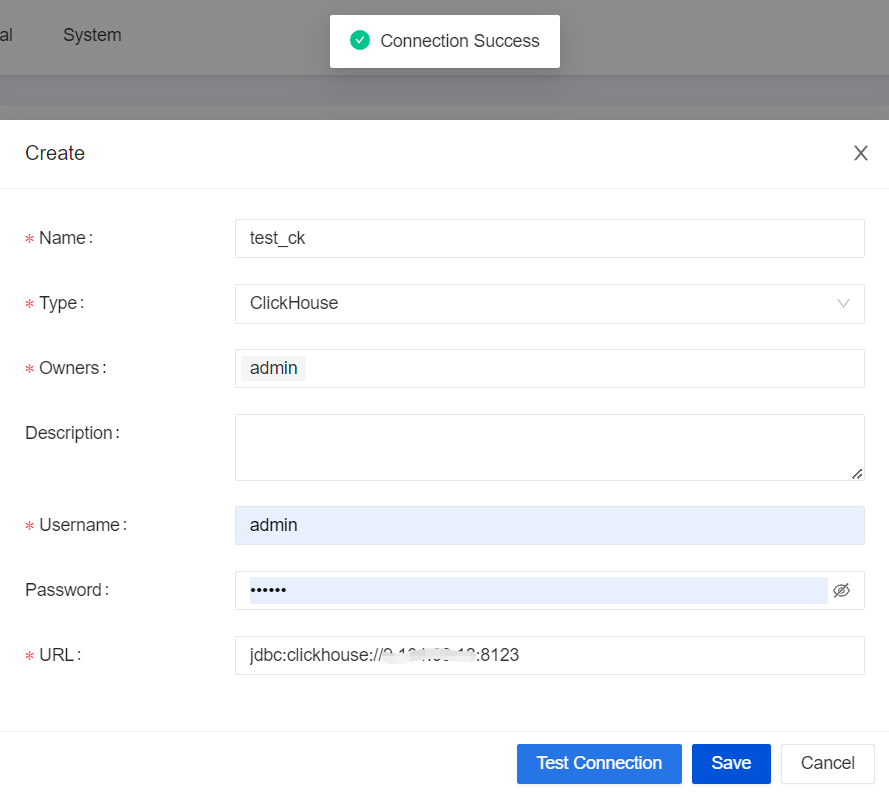 al System
Connection Success
Create
* Name:
test_ck
* Type:
ClickHouse
* Owners:
admin
Description:
* Username:
admin
Password:
••••••
* URL:
jdbc:clickhouse:// :8123
Test Connection Save Cancel